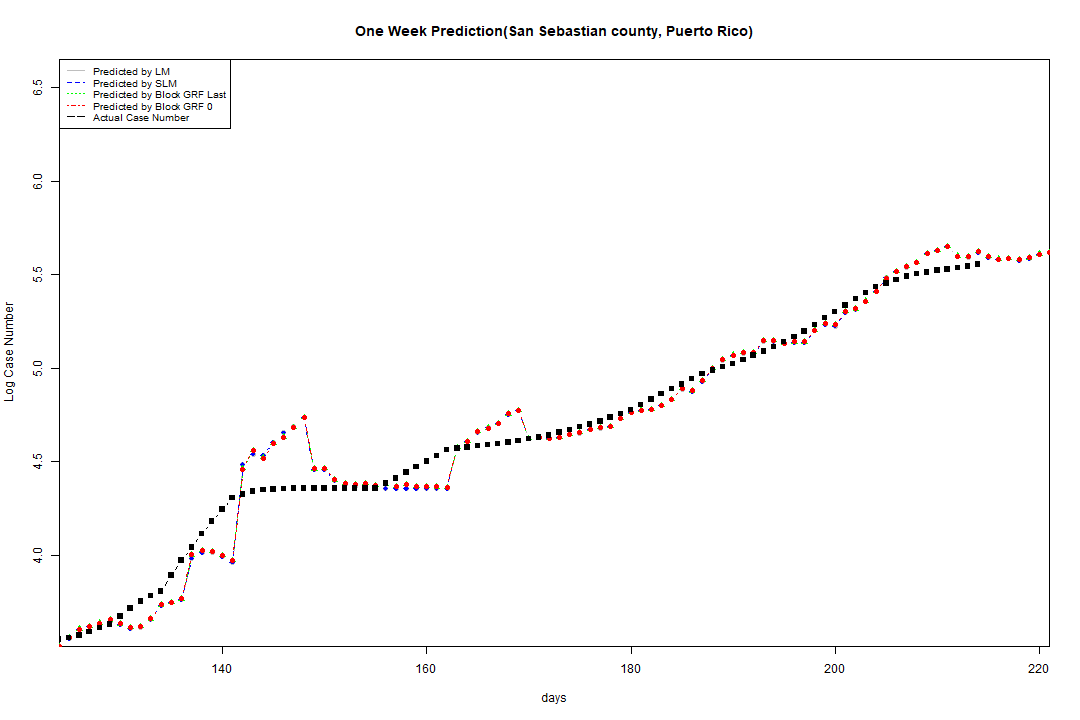 One Week Prediction(San Sebastian county, Puerto Rico)
Predicted by LM
Predicted by SLM
Predicted by Block GRF Last
Predicted by Block GRF 0
Actual Case Number
6.5
6.0
5.5
5.0
4.5
4.0
Log Case Number
140 160 180 200 220
days